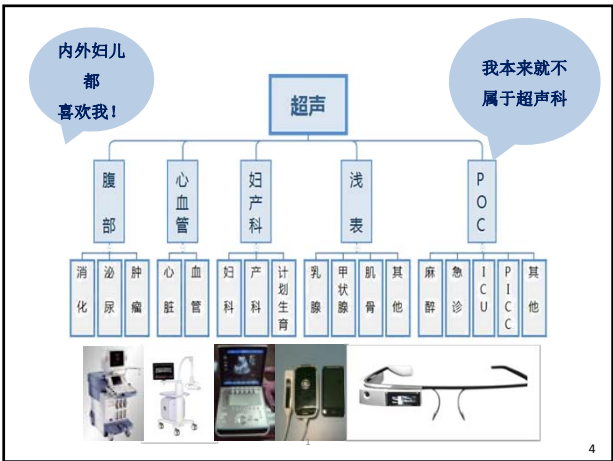 内外妇儿
都
喜欢我！
我本来就不
属于超声科
超声
腹部
心血管
妇产科
浅表
POC
消化
泌尿
肿瘤
心脏
血管
妇科
产科
计划生育
乳腺
甲状腺
肌骨
其他
麻醉
急诊
ICU
PICC
其他
1
4